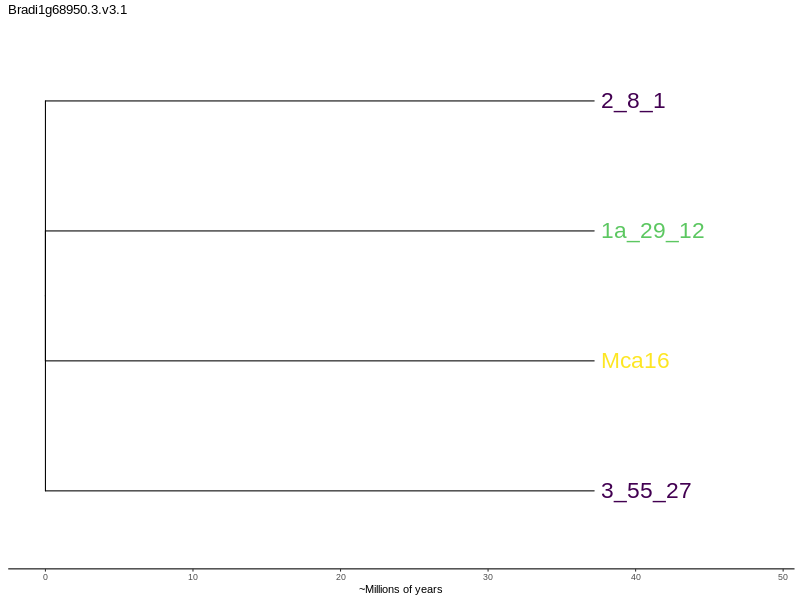 Bradi1g68950.3.v3.1
2_8_1
1a_29_12
Mca16
3_55_27
0 10 20 30 40 50
~Millions of years